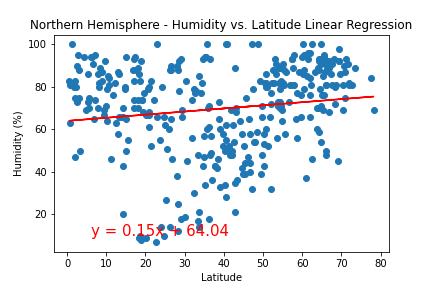 Northern Hemisphere - Humidity vs. Latitude Linear Regression
100
80
60
40
20
Humidity (%)
y = 0.15x + 64.04
0 10 20 30 40 50 60 70 80
Latitude